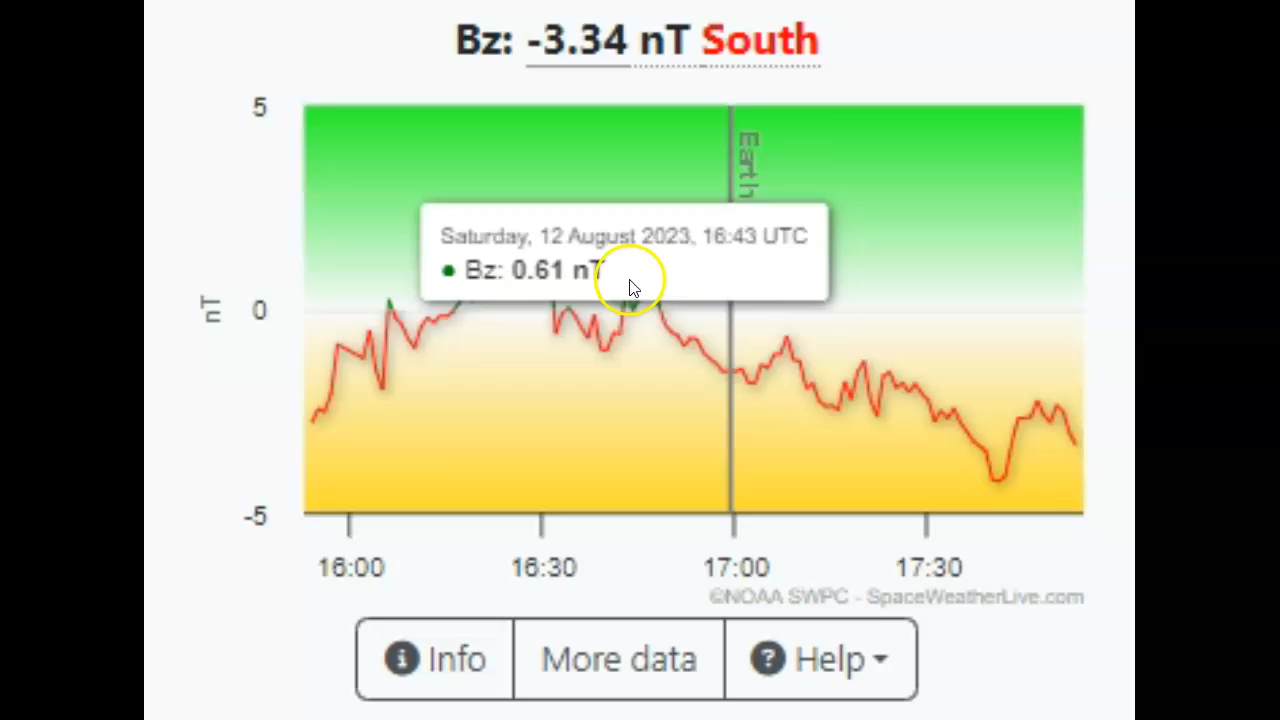 Bz: -3.34 nT South
5
Earth
Saturday, 12 August 2023, 16:43 UTC
Bz: 0.61 nT
nT
0
-5
16:00 16:30 17:00 17:30
©NOAA SWPC - SpaceWeatherLive.com
Info More data Help